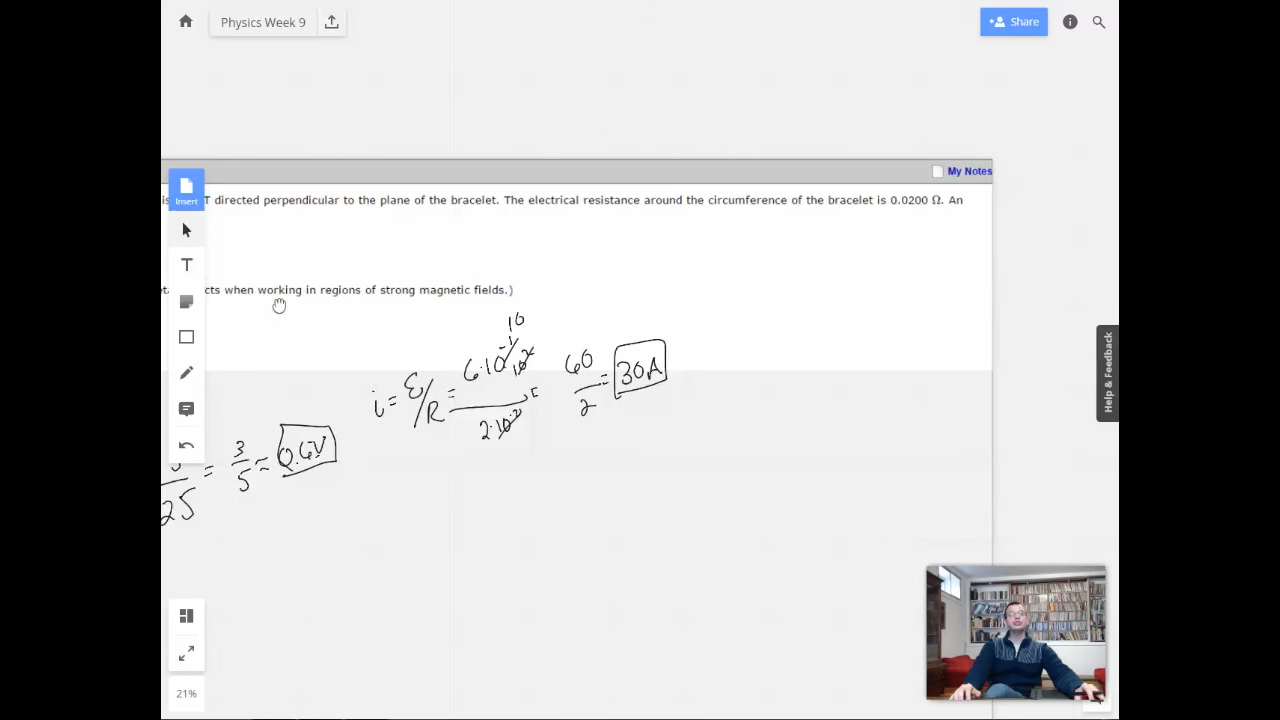 Physics Week 9
Share
My Notes
T directed perpendicular to the plane of the bracelet. The electrical resistance around the circumference of the bracelet is 0.0200 Ω. An
Insert
cts when working in regions of strong magnetic fields.)
10
i = ε/R = 6·10⁻¹ 10² / 2·10⁻² = 60/2 = 30A
25 = 3/5 = 0.6V
Help & Feedback
21%